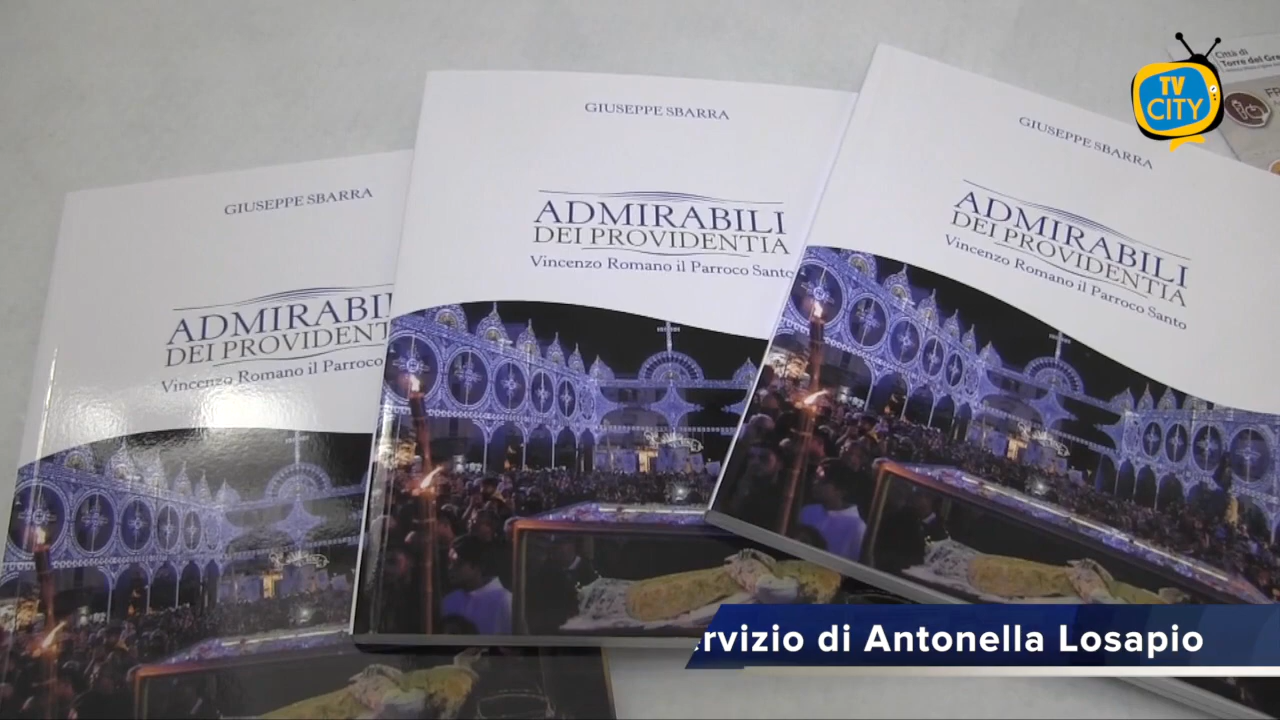 GIUSEPPE SBARRA
ADMIRABILI
DEI PROVIDENTIA
Vincenzo Romano il Parroco
GIUSEPPE SBARRA
ADMIRABILI
DEI PROVIDENTIA
Vincenzo Romano il Parroco Santo
GIUSEPPE SBARRA
ADMIRABILI
DEI PROVIDENTIA
Vincenzo Romano il Parroco Santo
TV
CITY
Città di
Torre del Gre
ervizio di Antonella Losapio